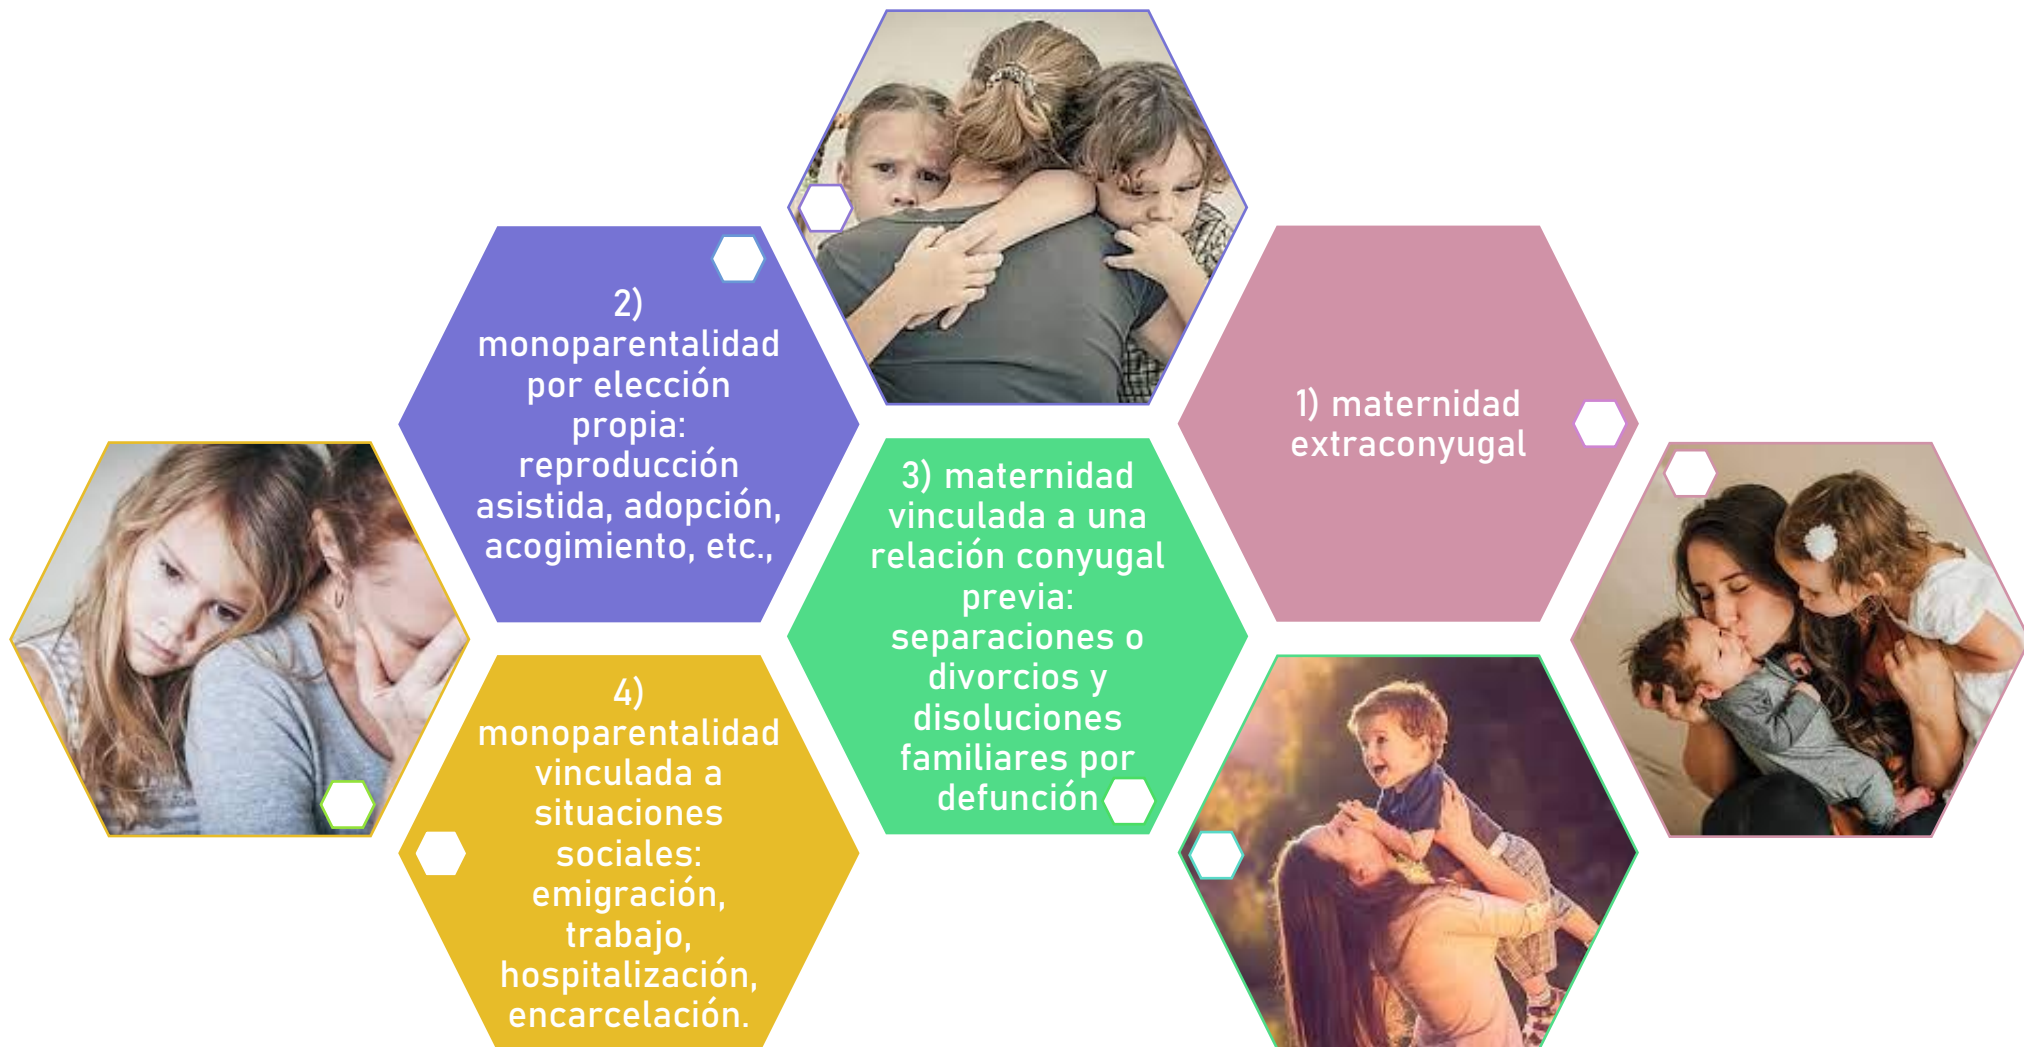 1) maternidad
extraconyugal
2)
monoparentalidad
por elección
propia:
reproducción
asistida, adopción,
acogimiento, etc.,
3) maternidad
vinculada a una
relación conyugal
previa:
separaciones o
divorcios y
disoluciones
familiares por
defunción
4)
monoparentalidad
vinculada a
situaciones
sociales:
emigración,
trabajo,
hospitalización,
encarcelación.